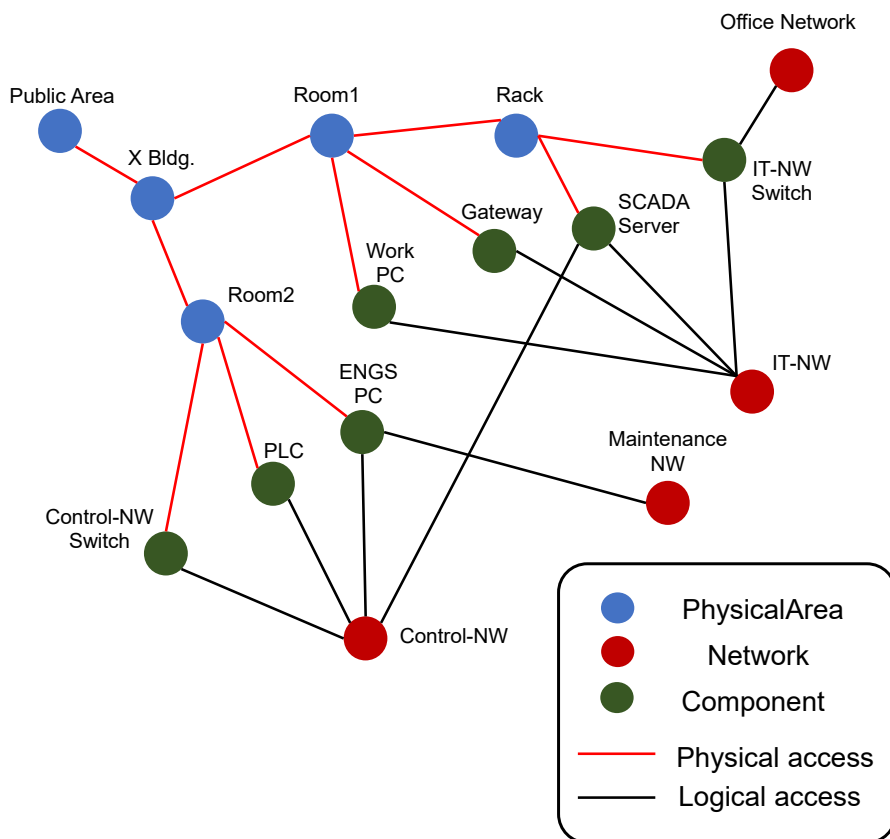 Office Network
Public Area
Room1
Rack
X Bldg.
IT-NW
Switch
SCADA
Server
Gateway
Work
PC
Room2
ENGS
PC
IT-NW
Maintenance
NW
PLC
Control-NW
Switch
Control-NW
PhysicalArea
Network
Component
Physical access
Logical access